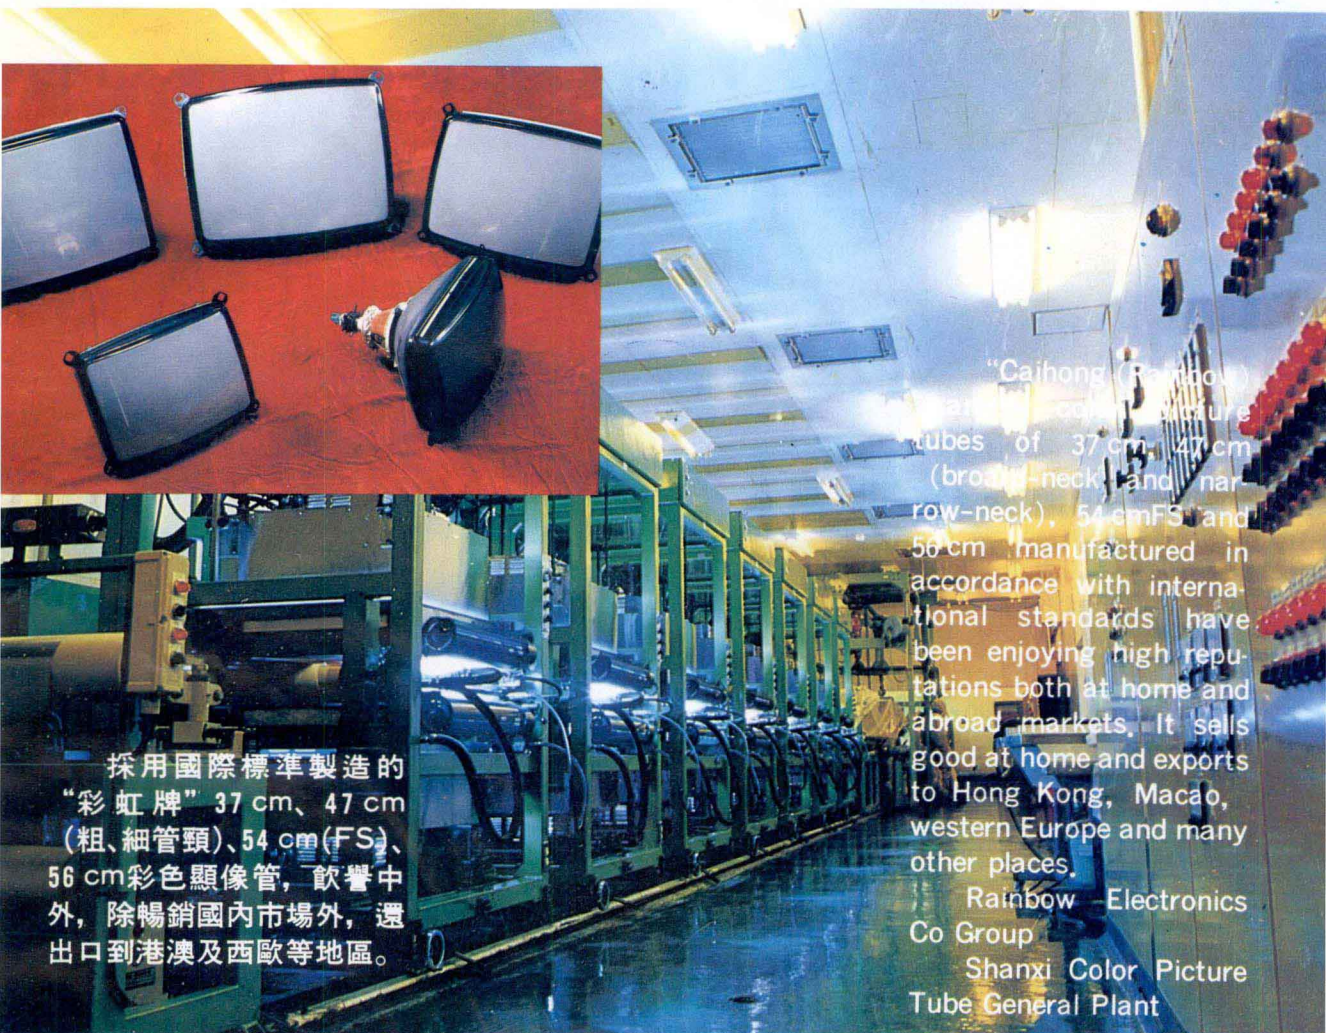 採用國際標準製造的
“彩虹牌” 37 cm、47 cm
(粗、細管頸)、54 cm(FS)、
56 cm彩色顯像管，飲譽中
外，除暢銷國內市場外，還
出口到港澳及西歐等地區。
“Caihong (Rainbow)
color picture
tubes of 37 cm 47 cm
(broad-neck and nar-
row-neck), 54 cmFS and
56 cm manufactured in
accordance with interna-
tional standards have
been enjoying high repu-
tations both at home and
abroad markets. It sells
good at home and exports
to Hong Kong, Macao,
western Europe and many
other places.
Rainbow Electronics
Co Group
Shanxi Color Picture
Tube General Plant